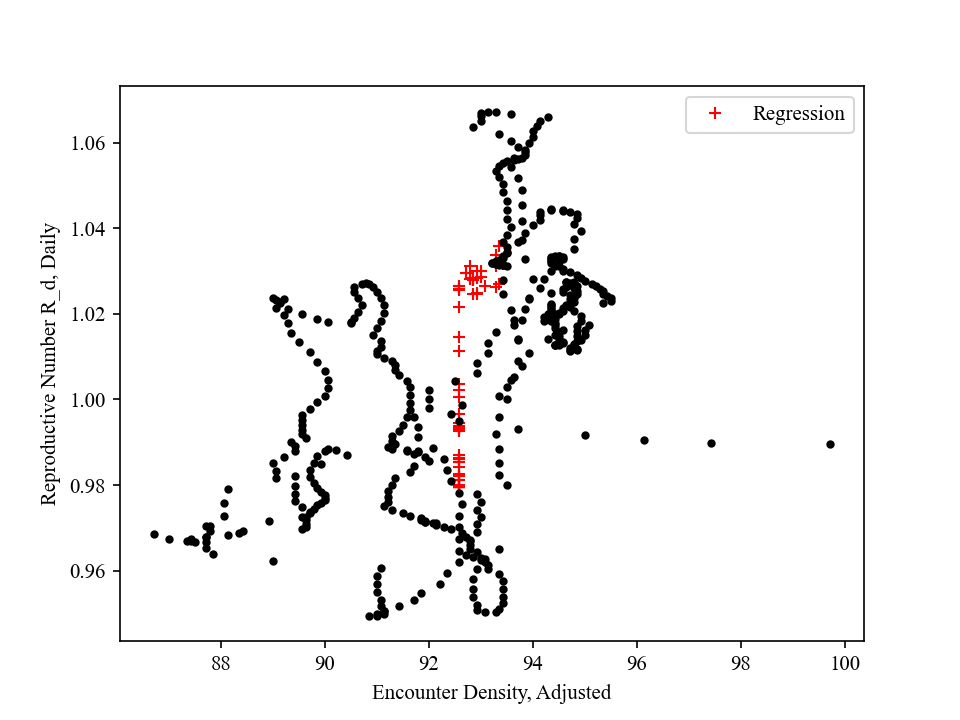 Regression
1.06
1.04
1.02
1.00
0.98
0.96
Reproductive Number R_d, Daily
88 90 92 94 96 98 100
Encounter Density, Adjusted